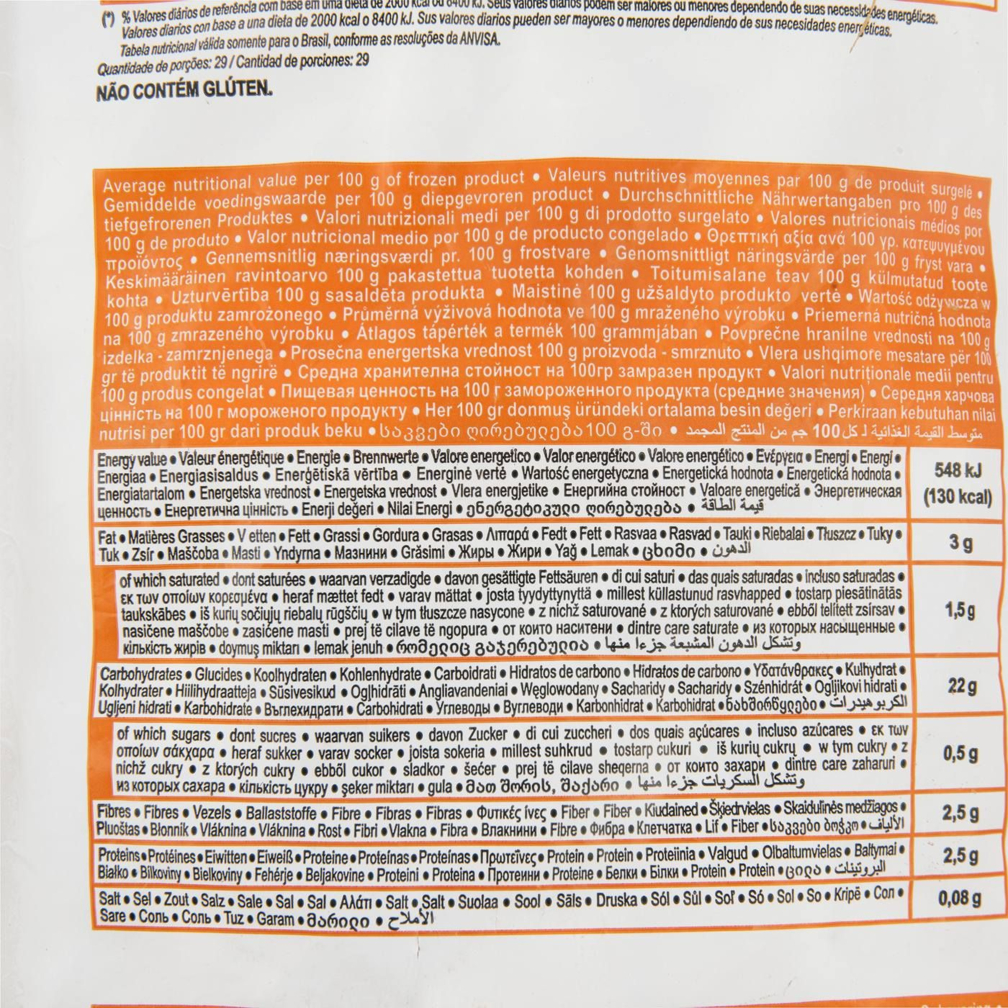 (*) % Valores diários de referência com base em uma dieta de 2000 kcal ou 8400 kJ. Seus valores diários podem ser maiores ou menores dependendo de suas necessidades energéticas.
Valores diarios con base a una dieta de 2000 kcal o 8400 kJ. Sus valores diarios pueden ser mayores o menores dependiendo de sus necesidades energéticas.
Tabela nutricional válida somente para o Brasil, conforme as resoluções da ANVISA.
Quantidade de porções: 29 / Cantidad de porciones: 29
NÃO CONTÉM GLÚTEN.
Average nutritional value per 100 g of frozen product • Valeurs nutritives moyennes par 100 g de produit surgelé •
Gemiddelde voedingswaarde per 100 g diepgevroren product • Durchschnittliche Nährwertangaben pro 100 g des
tiefgefrorenen Produktes • Valori nutrizionali medi per 100 g di prodotto surgelato • Valores nutricionais médios por
100 g de produto • Valor nutricional medio por 100 g de producto congelado • Θρεπτική αξία ανά 100 γρ. κατεψυγμένου
προϊόντος • Gennemsnitlig næringsværdi pr. 100 g frostvare • Genomsnittligt näringsvärde per 100 g fryst vara •
Keskimääräinen ravintoarvo 100 g pakastettua tuotetta kohden • Toitumisalane teav 100 g külmutatud toote
kohta • Uzturvērtība 100 g sasaldēta produkta • Maistinė 100 g užšaldyto produkto vertė • Wartość odżywcza w
100 g produktu zamrożonego • Průměrná výživová hodnota ve 100 g mraženého výrobku • Priemerná nutričná hodnota
na 100 g zmrazeného výrobku • Átlagos tápérték a termék 100 grammjában • Povprečne hranilne vrednosti na 100 g
izdelka - zamrznjenega • Prosečna energertska vrednost 100 g proizvoda - smrznuto • Vlera ushqimore mesatare për 100
gr të produktit të ngrirë • Средна хранителна стойност на 100гр замразен продукт • Valori nutriționale medii pentru
100 g produs congelat • Пищевая ценность на 100 г замороженного продукта (средние значения) • Середня харчова
цінність на 100 г мороженого продукту • Her 100 gr donmuş üründeki ortalama besin değeri • Perkiraan kebutuhan nilai
nutrisi per 100 gr dari produk beku • საკვები ღირებულება 100 გ-ში • متوسط القيمة الغذائية لـ كل 100 جم من المنتج المجمد
Energy value • Valeur énergétique • Energie • Brennwerte • Valore energetico • Valor energético • Valore energético • Ενέργεια • Energi • Energi •
Energiaa • Energiasisaldus • Enerģētiskā vērtība • Energinė vertė • Wartość energetyczna • Energetická hodnota • Energetická hodnota •
Energiatartalom • Energetska vrednost • Energetska vrednost • Vlera energjetike • Енергийна стойност • Valoare energetică • Энергетическая
ценность • Енергетична цінність • Enerji değeri • Nilai Energi • ენერგეტიკული ღირებულება • قيمة الطاقة
548 kJ
(130 kcal)
Fat • Matières Grasses • V etten • Fett • Grassi • Gordura • Grasas • Λιπαρά • Fedt • Fett • Rasvaa • Rasvad • Tauki • Riebalai • Tłuszcz • Tuky •
Tuk • Zsír • Maščoba • Masti • Yndyrna • Мазнини • Grăsimi • Жиры • Жири • Yağ • Lemak • ცხიმი • الدهون
3 g
of which saturated • dont saturées • waarvan verzadigde • davon gesättigte Fettsäuren • di cui saturi • das quais saturadas • incluso saturadas •
εκ των οποίων κορεσμένα • heraf mættet fedt • varav mättat • josta tyydyttynyttä • millest küllastunud rasvhapped • tostarp piesātinātās
taukskābes • iš kurių sočiųjų riebalų rūgščių • w tym tłuszcze nasycone • z nichž saturované • z ktorých saturované • ebből telített zsírsav •
nasičene maščobe • zasićene masti • prej të cilave të ngopura • от които наситени • dintre care saturate • из которых насыщенные •
кількість жирів • doymuş miktarı • lemak jenuh • რომელიც გაჯერებულია • وتشكل الدهون المشبعة جزءا منها
1,5 g
Carbohydrates • Glucides • Koolhydraten • Kohlenhydrate • Carboidrati • Hidratos de carbono • Hidratos de carbono • Υδατάνθρακες • Kulhydrat •
Kolhydrater • Hiilihydraatteja • Süsivesikud • Ogļhidrāti • Angliavandeniai • Węglowodany • Sacharidy • Sacharidy • Szénhidrát • Ogljikovi hidrati •
Ugljeni hidrati • Karbohidrate • Въглехидрати • Carbohidrati • Углеводы • Вуглеводи • Karbonhidrat • Karbohidrat • ნახშირწყლები • الكربوهيدرات
22 g
of which sugars • dont sucres • waarvan suikers • davon Zucker • di cui zuccheri • dos quais açúcares • incluso azúcares • εκ των
οποίων σάκχαρα • heraf sukker • varav socker • joista sokeria • millest suhkrud • tostarp cukuri • iš kurių cukrų • w tym cukry • z
nichž cukry • z ktorých cukry • ebből cukor • sladkor • šećer • prej të cilave sheqerna • от които захари • dintre care zaharuri •
из которых сахара • кількість цукру • şeker miktarı • gula • მათ შორის, შაქარი • وتشكل السكريات جزءا منها
0,5 g
Fibres • Fibres • Vezels • Ballaststoffe • Fibre • Fibras • Fibras • Φυτικές ίνες • Fiber • Fiber • Kiudained • Šķiedrvielas • Skaidulinės medžiagos •
Pluoštas • Błonnik • Vláknina • Vláknina • Rost • Fibri • Vlakna • Fibra • Влакнини • Fibre • Фибра • Клетчатка • Lif • Fiber • საკვები ბოჭკო • الألياف
2,5 g
Proteins • Protéines • Eiwitten • Eiweiß • Proteine • Proteínas • Proteínas • Πρωτεΐνες • Protein • Protein • Proteiinia • Valgud • Olbaltumvielas • Baltymai •
Białko • Bílkoviny • Bielkoviny • Fehérje • Beljakovine • Proteini • Proteina • Протеини • Proteine • Белки • Білки • Protein • Protein • ცილა • البروتينات
2,5 g
Salt • Sel • Zout • Salz • Sale • Sal • Sal • Αλάτι • Salt • Salt • Suolaa • Sool • Sāls • Druska • Sól • Sůl • Soľ • Só • Sol • So • Kripë • Сол •
Sare • Соль • Соль • Tuz • Garam • მარილი • الأملاح
0,08 g